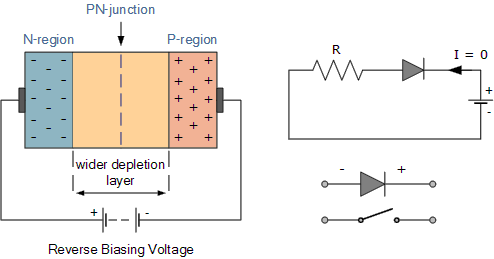 PN-junction
N-region
P-region
wider depletion
layer
+
-
Reverse Biasing Voltage
R
I = 0
+
-
-
+